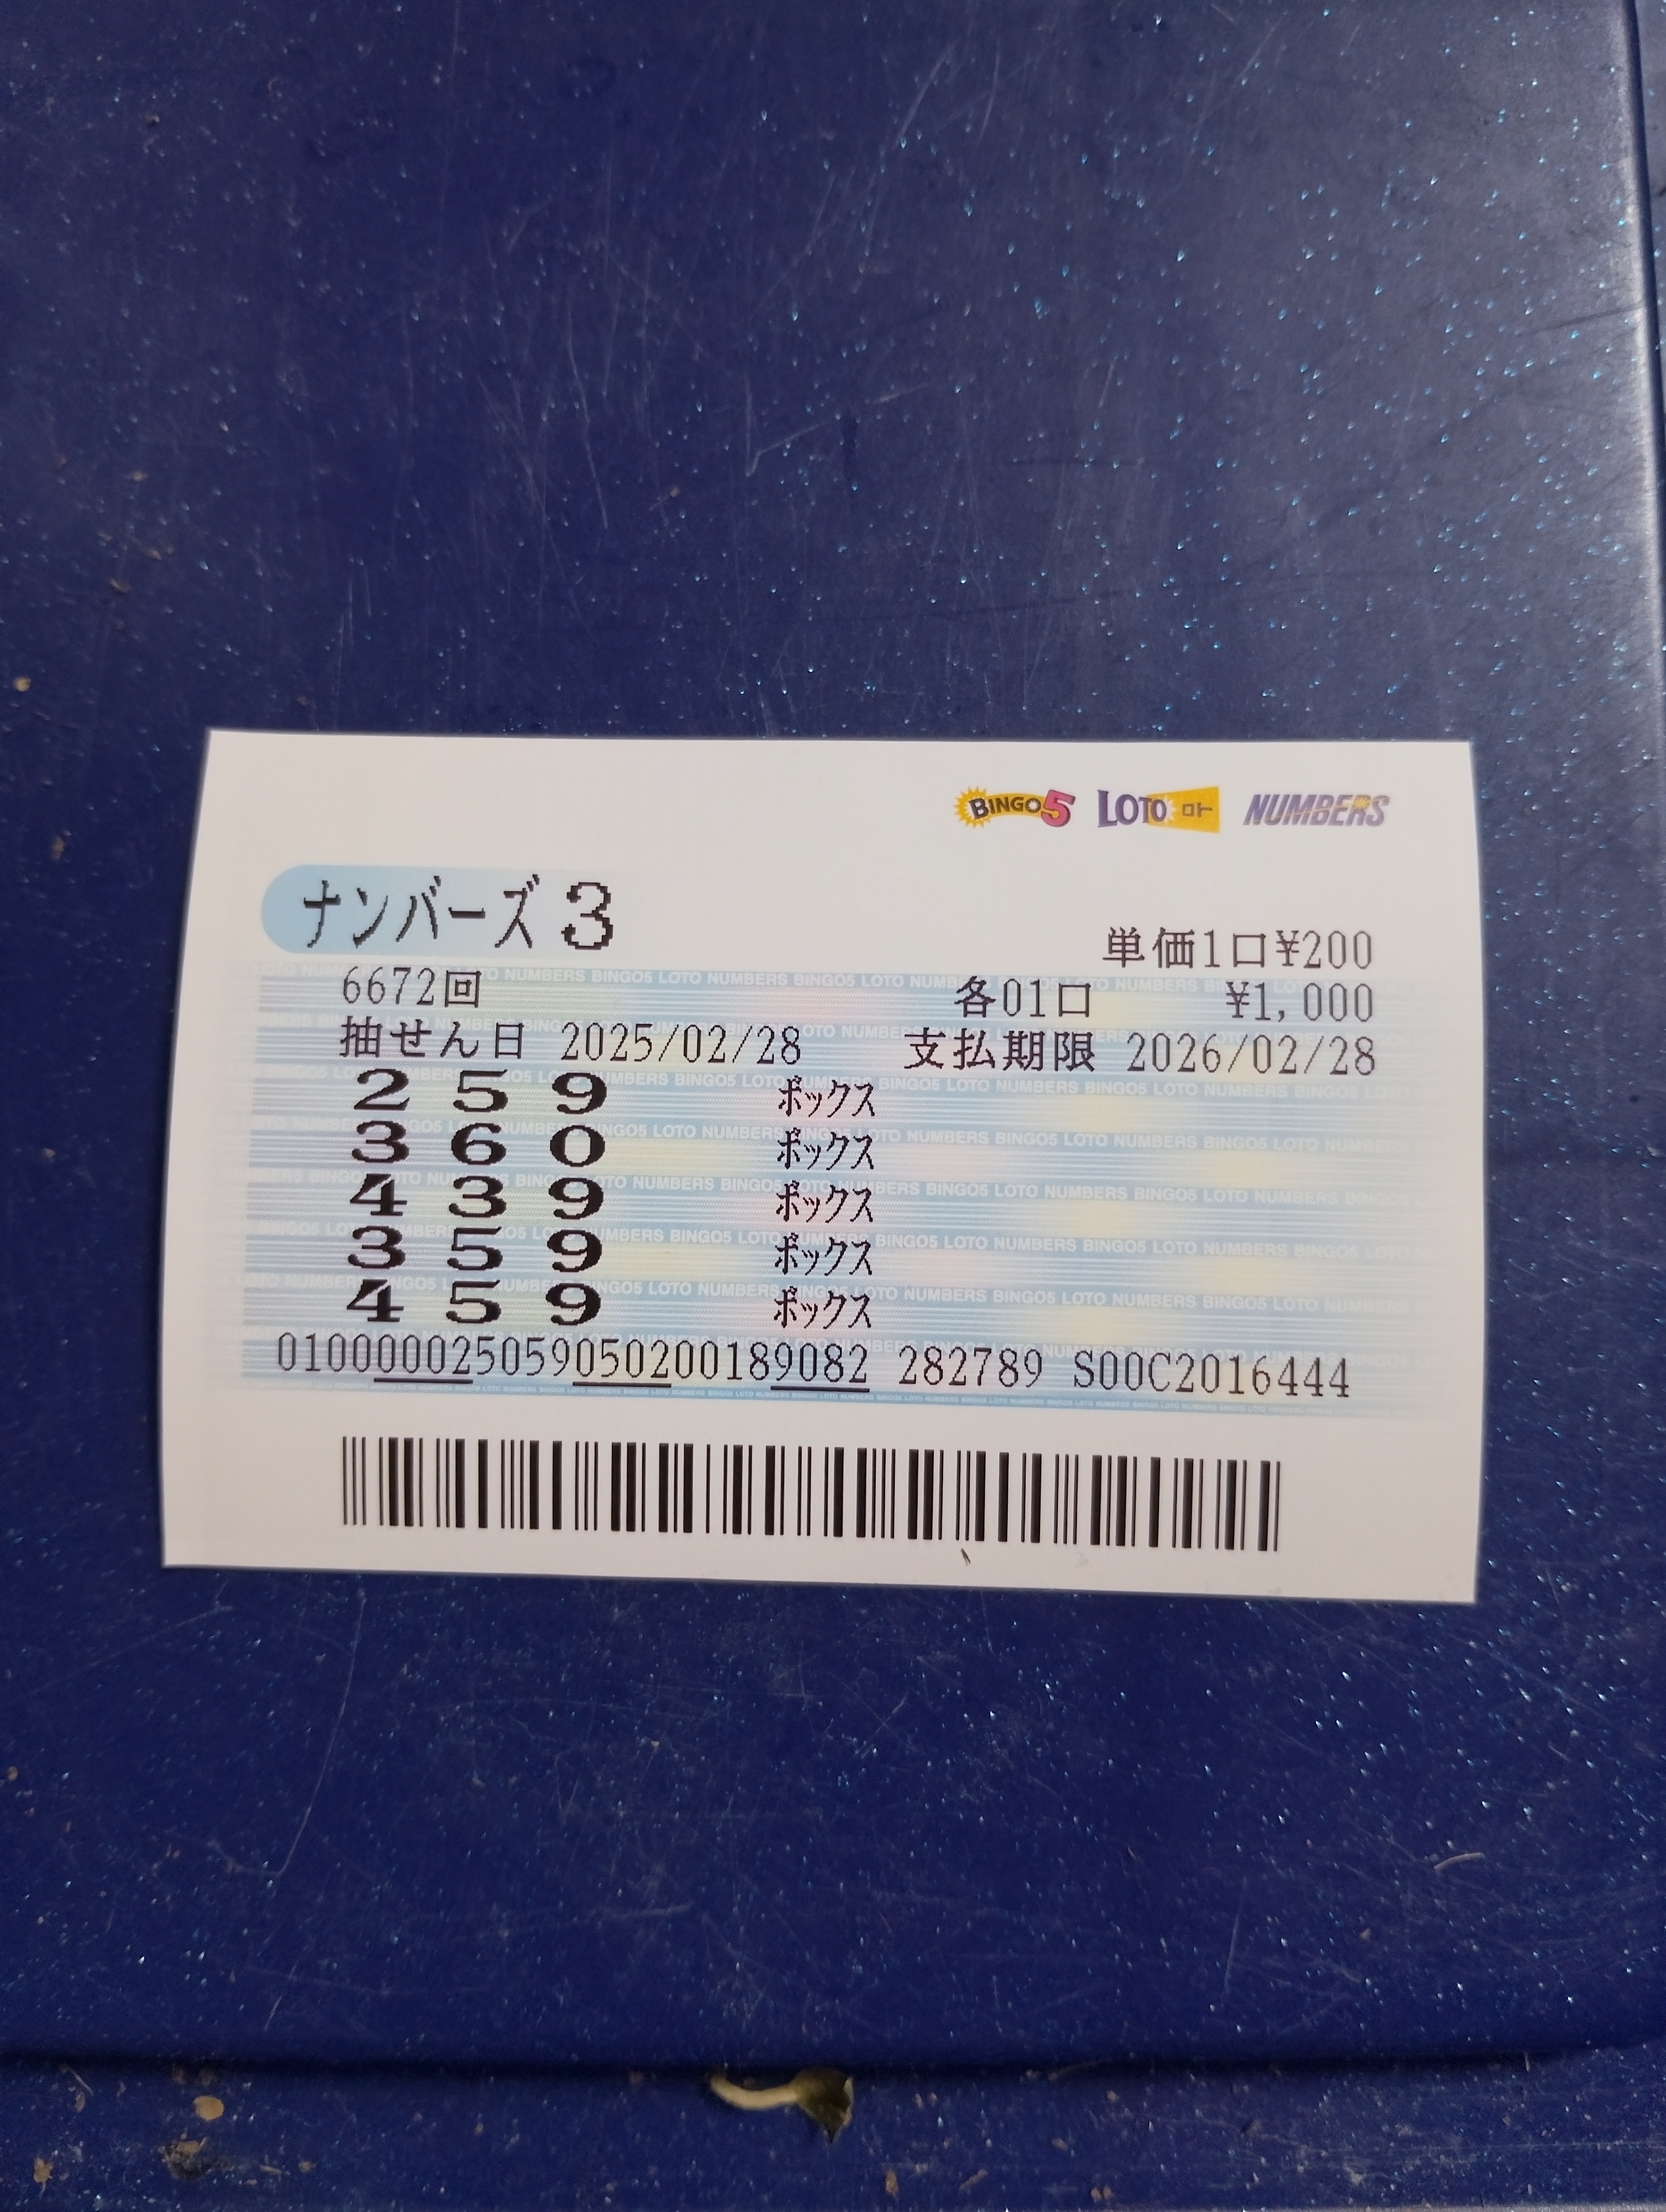 BINGO5 LOTO ロト NUMBERS
ナンバーズ3
単価1口¥200
6672回 各01口 ¥1,000
抽せん日 2025/02/28 支払期限 2026/02/28
2 5 9 ボックス
3 6 0 ボックス
4 3 9 ボックス
3 5 9 ボックス
4 5 9 ボックス
010000025059050200189082 282789 S00C2016444